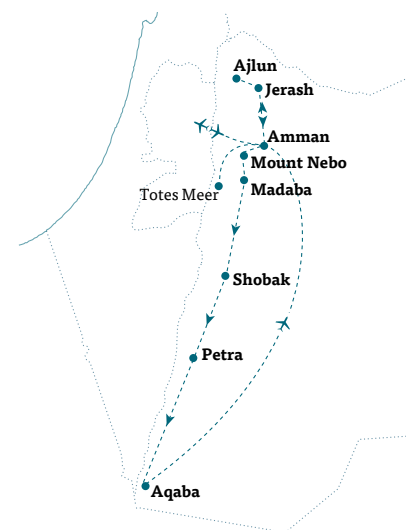 Ajlun
Jerash
Amman
Mount Nebo
Totes Meer
Madaba
Shobak
Petra
Aqaba